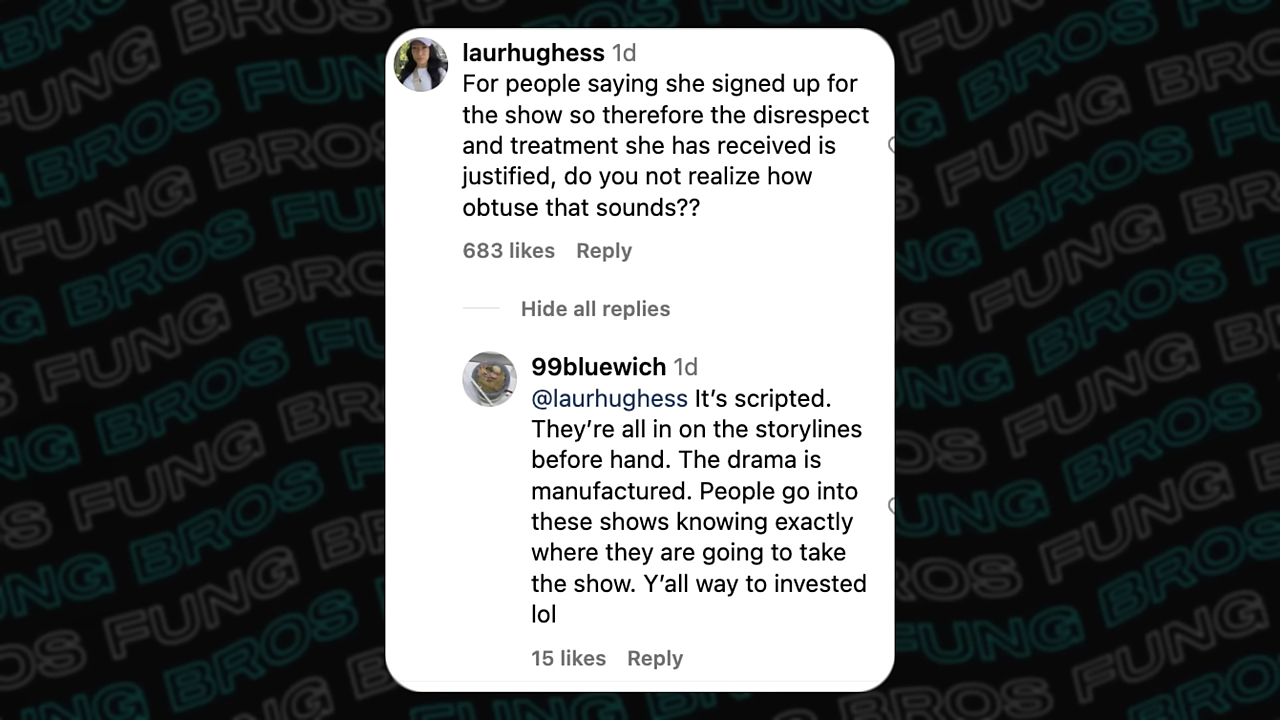 laurhughess 1d
For people saying she signed up for
the show so therefore the disrespect
and treatment she has received is
justified, do you not realize how
obtuse that sounds??
683 likes Reply
Hide all replies
99bluewich 1d
@laurhughess It’s scripted.
They’re all in on the storylines
before hand. The drama is
manufactured. People go into
these shows knowing exactly
where they are going to take
the show. Y’all way to invested
lol
15 likes Reply
FUNG BROS